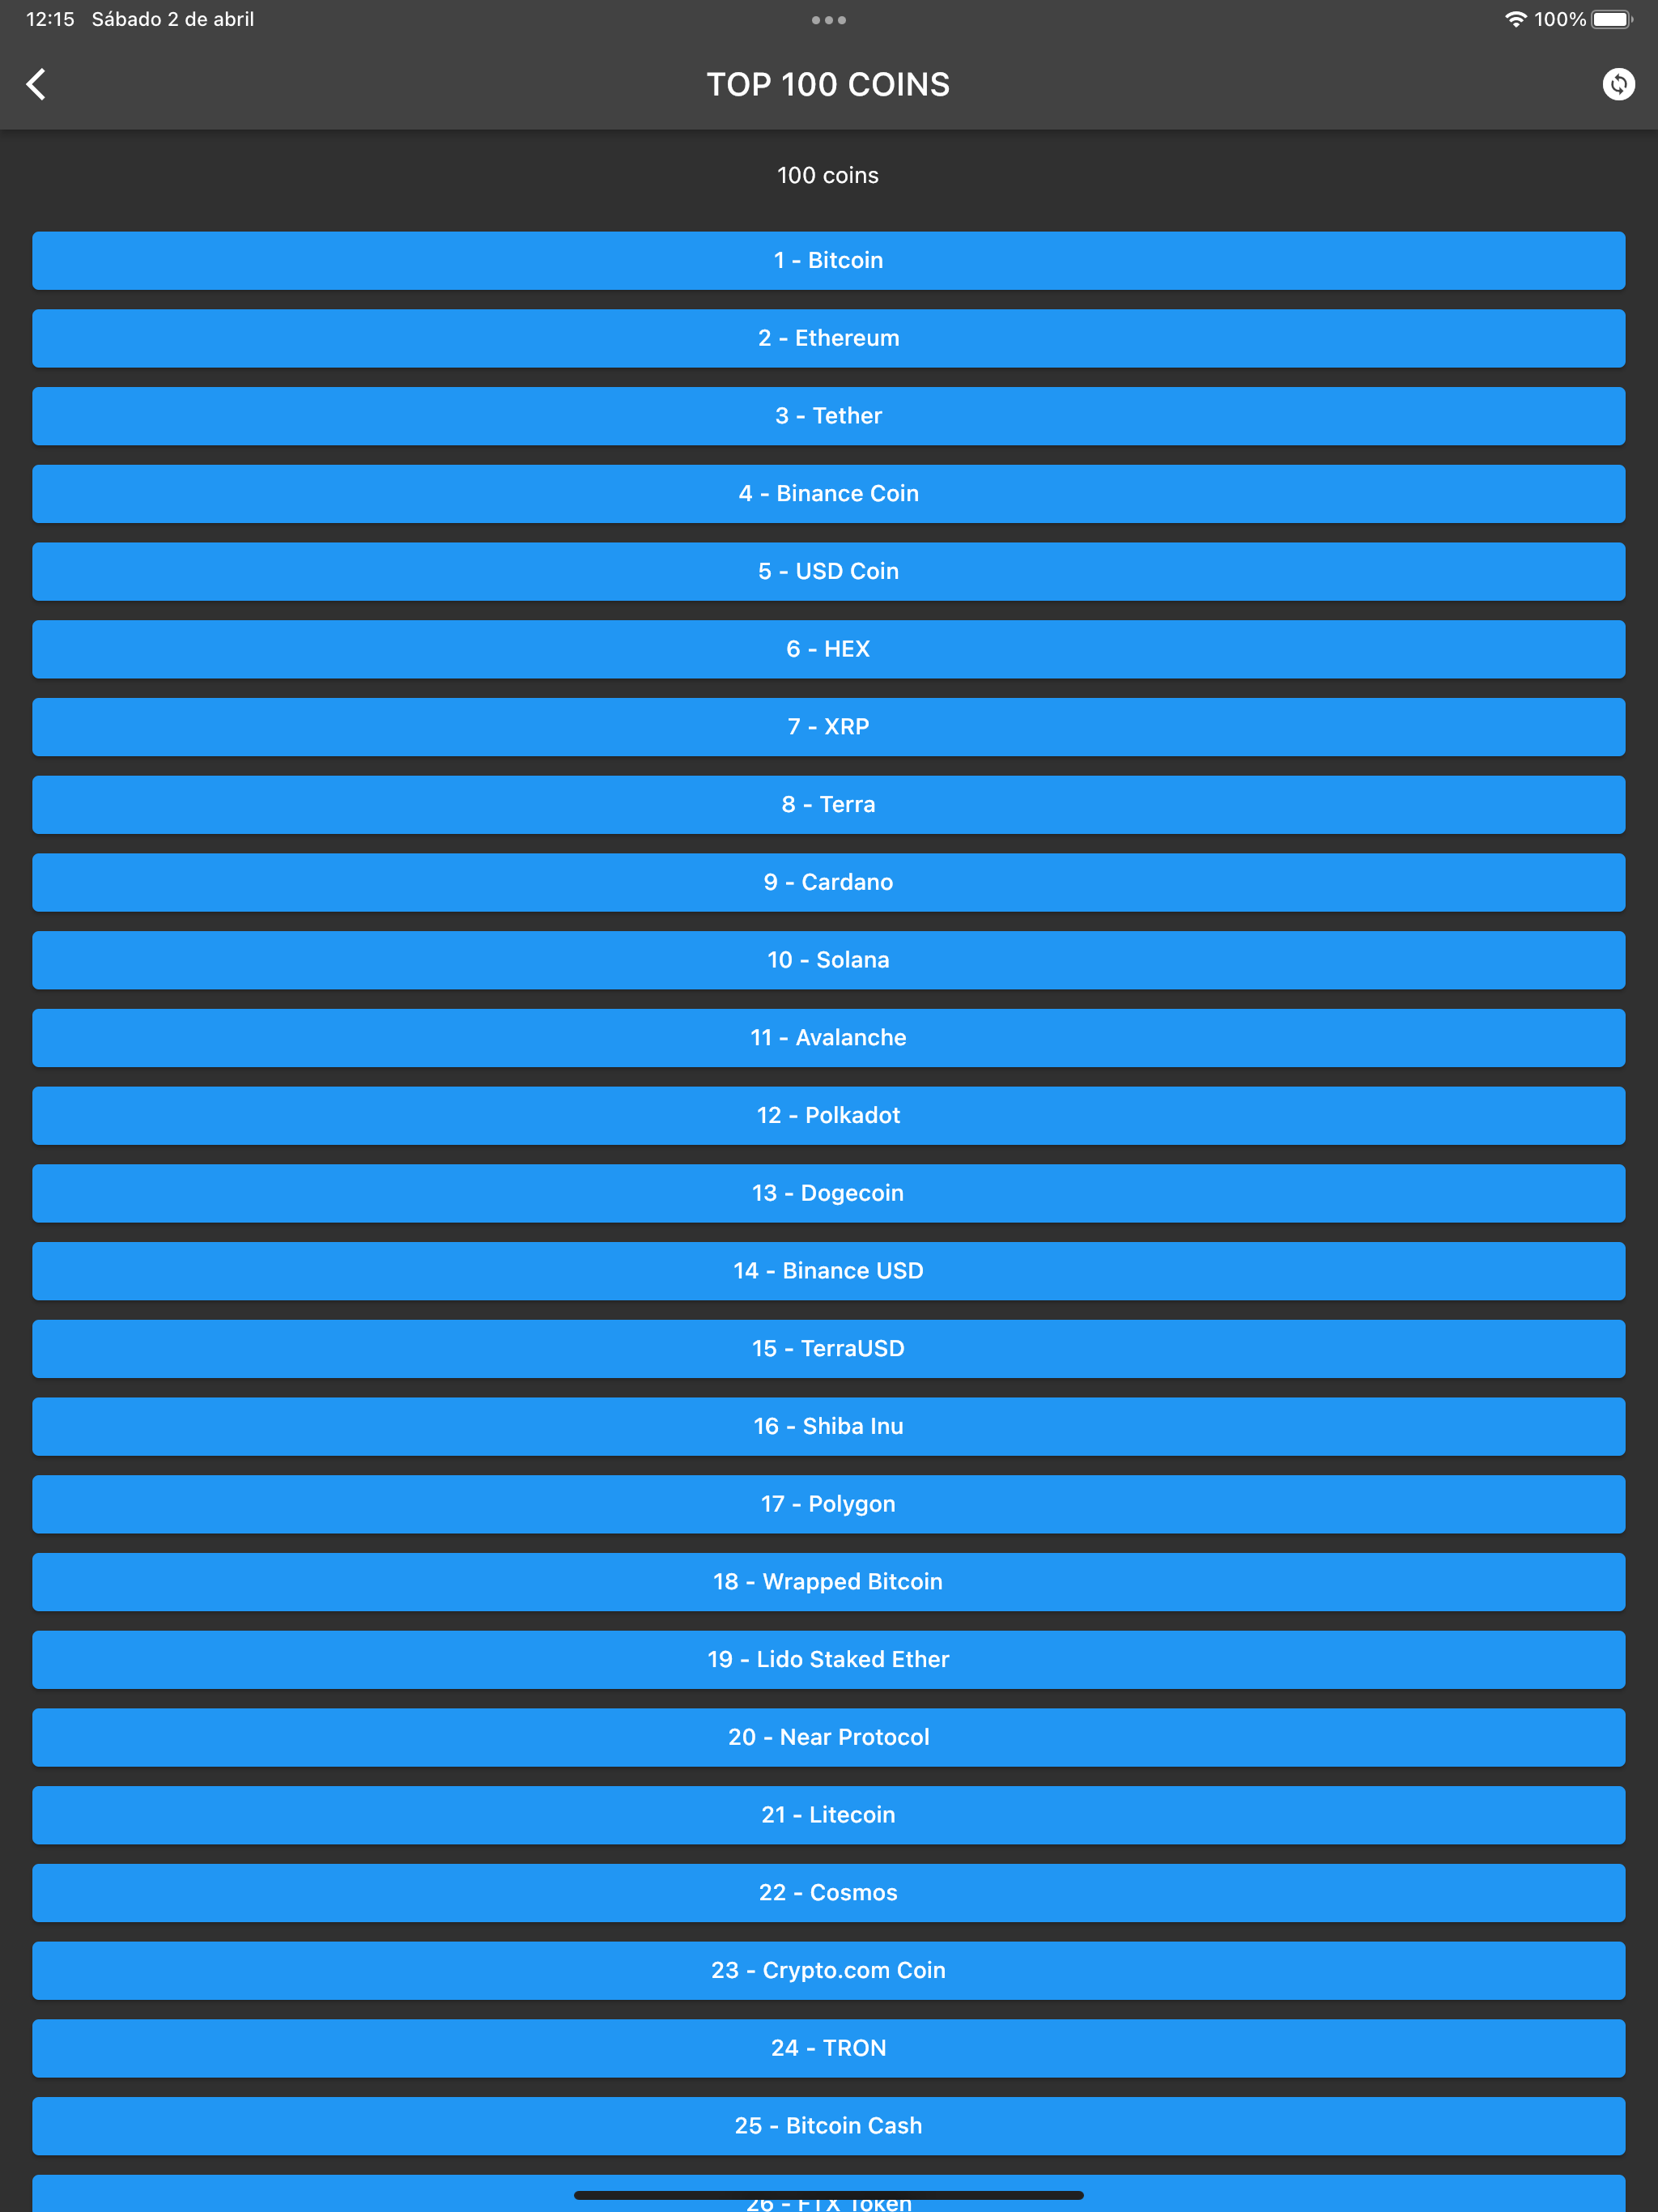 12:15 Sábado 2 de abril
100%
TOP 100 COINS
100 coins
1 - Bitcoin
2 - Ethereum
3 - Tether
4 - Binance Coin
5 - USD Coin
6 - HEX
7 - XRP
8 - Terra
9 - Cardano
10 - Solana
11 - Avalanche
12 - Polkadot
13 - Dogecoin
14 - Binance USD
15 - TerraUSD
16 - Shiba Inu
17 - Polygon
18 - Wrapped Bitcoin
19 - Lido Staked Ether
20 - Near Protocol
21 - Litecoin
22 - Cosmos
23 - Crypto.com Coin
24 - TRON
25 - Bitcoin Cash
26 - FTX Token